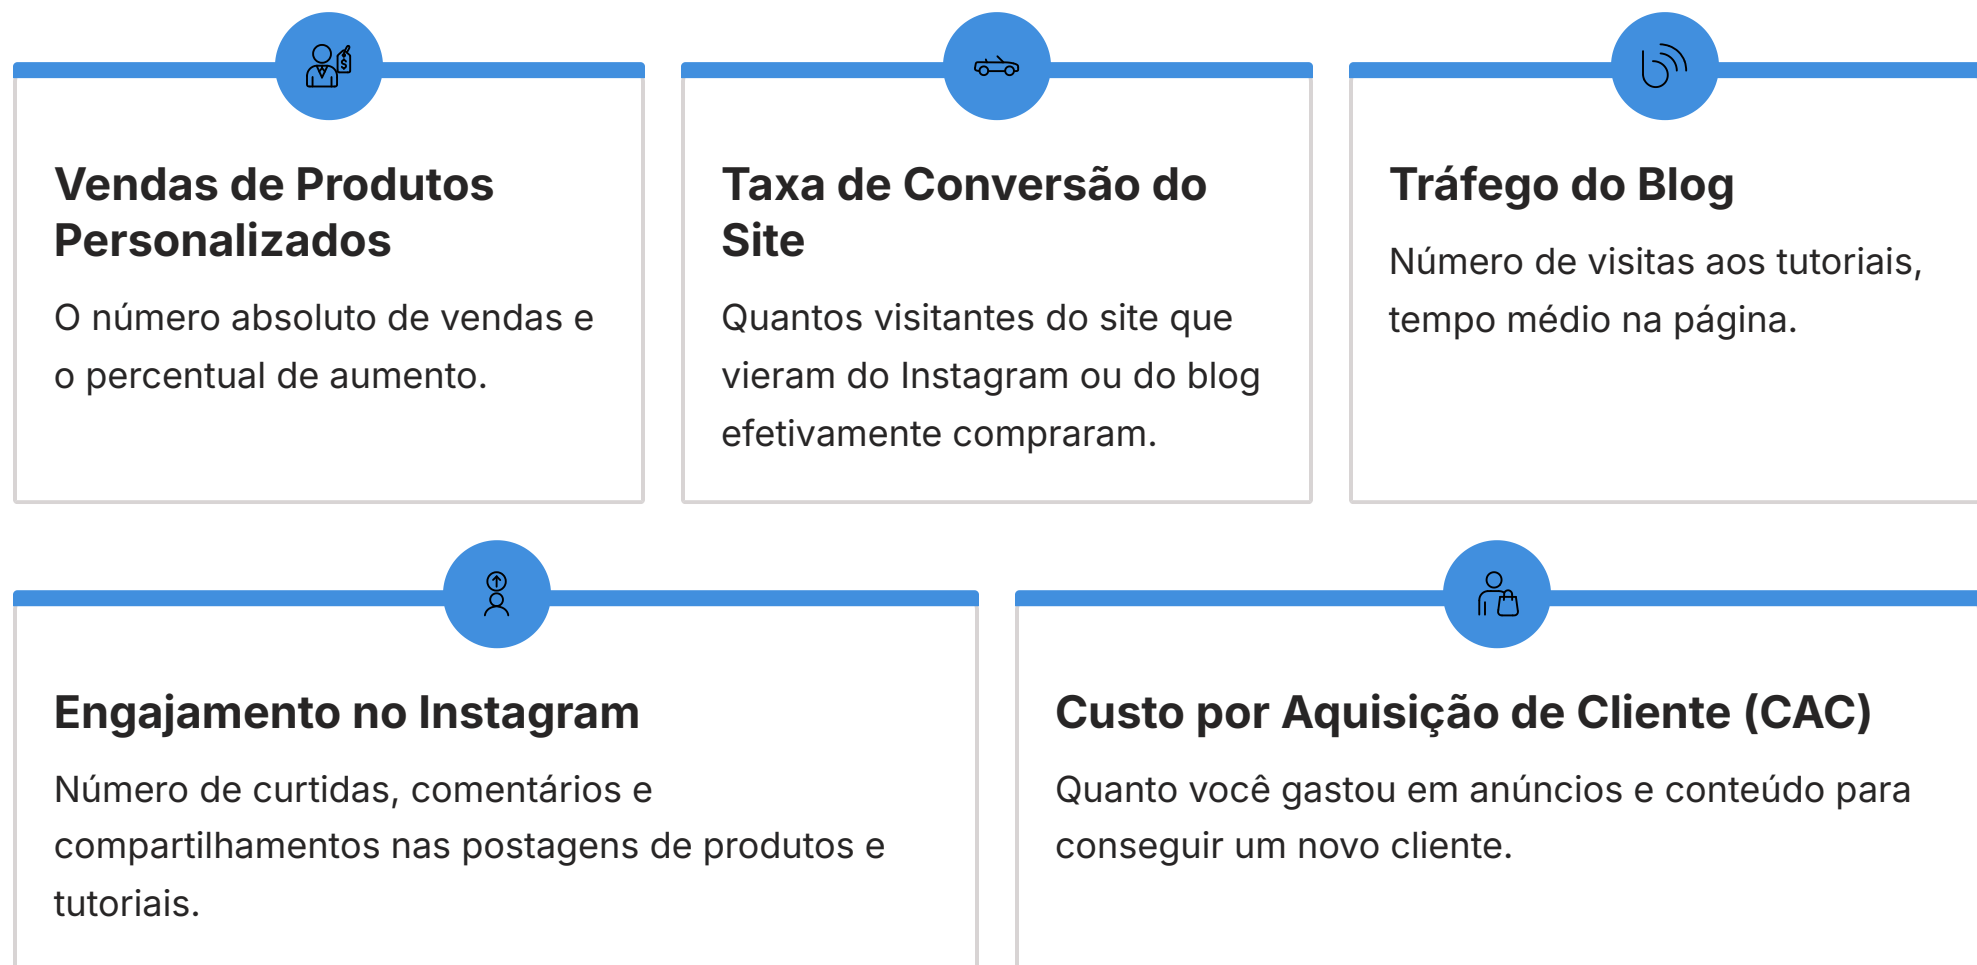 Vendas de Produtos
Personalizados
O número absoluto de vendas e
o percentual de aumento.
Taxa de Conversão do
Site
Quantos visitantes do site que
vieram do Instagram ou do blog
efetivamente compraram.
Tráfego do Blog
Número de visitas aos tutoriais,
tempo médio na página.
Engajamento no Instagram
Número de curtidas, comentários e
compartilhamentos nas postagens de produtos e
tutoriais.
Custo por Aquisição de Cliente (CAC)
Quanto você gastou em anúncios e conteúdo para
conseguir um novo cliente.